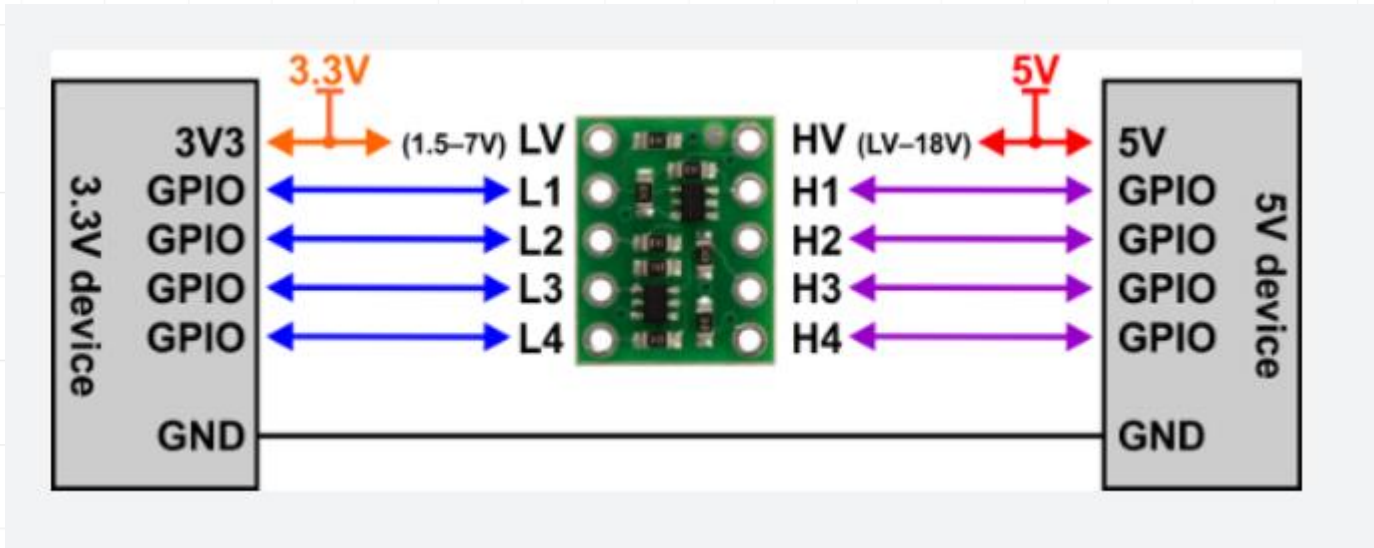 3.3V 5V
3V3 (1.5–7V) LV HV (LV–18V) 5V
GPIO L1 H1 GPIO
GPIO L2 H2 GPIO
GPIO L3 H3 GPIO
GPIO L4 H4 GPIO
GND GND
3.3V device
5V device